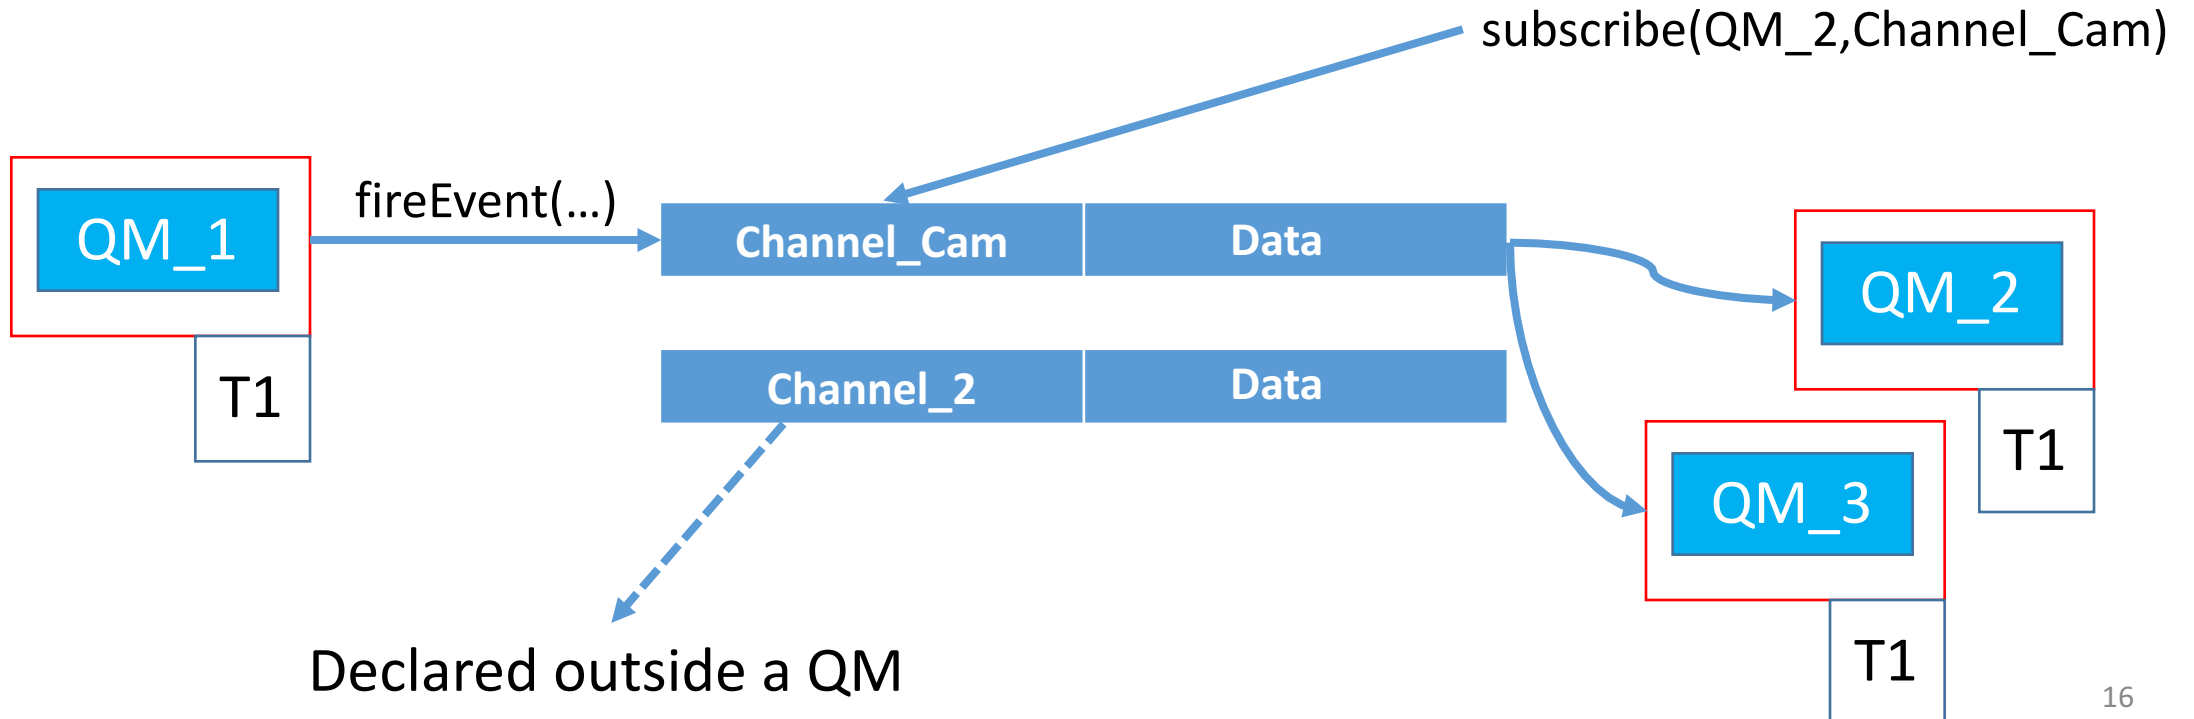 subscribe(QM_2,Channel_Cam)
QM_1
fireEvent(…)
Channel_Cam Data
QM_2
T1
Channel_2 Data
T1
QM_3
Declared outside a QM
T1
16